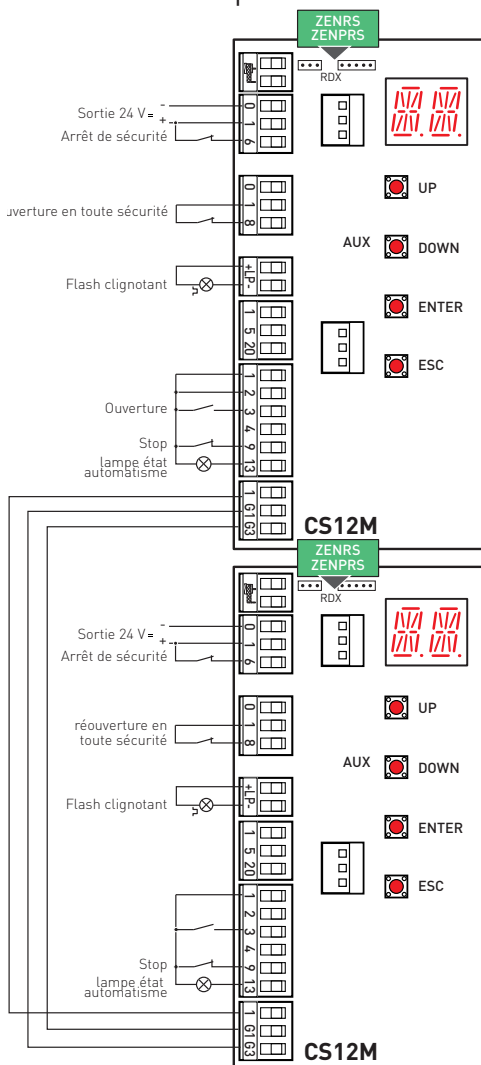 ZENRS
ZENPRS
RDX
Sortie 24 V=
-
+
Arrêt de sécurité
0
1
6
UP
uverture en toute sécurité
0
1
8
AUX
DOWN
Flash clignotant
+LP-
ENTER
1
5
20
ESC
Ouverture
Stop
lampe état
automatisme
1
2
3
4
9
13
1
G1
G3
CS12M
ZENRS
ZENPRS
RDX
Sortie 24 V=
-
+
Arrêt de sécurité
0
1
6
UP
réouverture en
toute sécurité
0
1
8
AUX
DOWN
Flash clignotant
+LP-
ENTER
1
5
20
ESC
Stop
lampe état
automatisme
1
2
3
4
9
13
1
G1
G3
CS12M